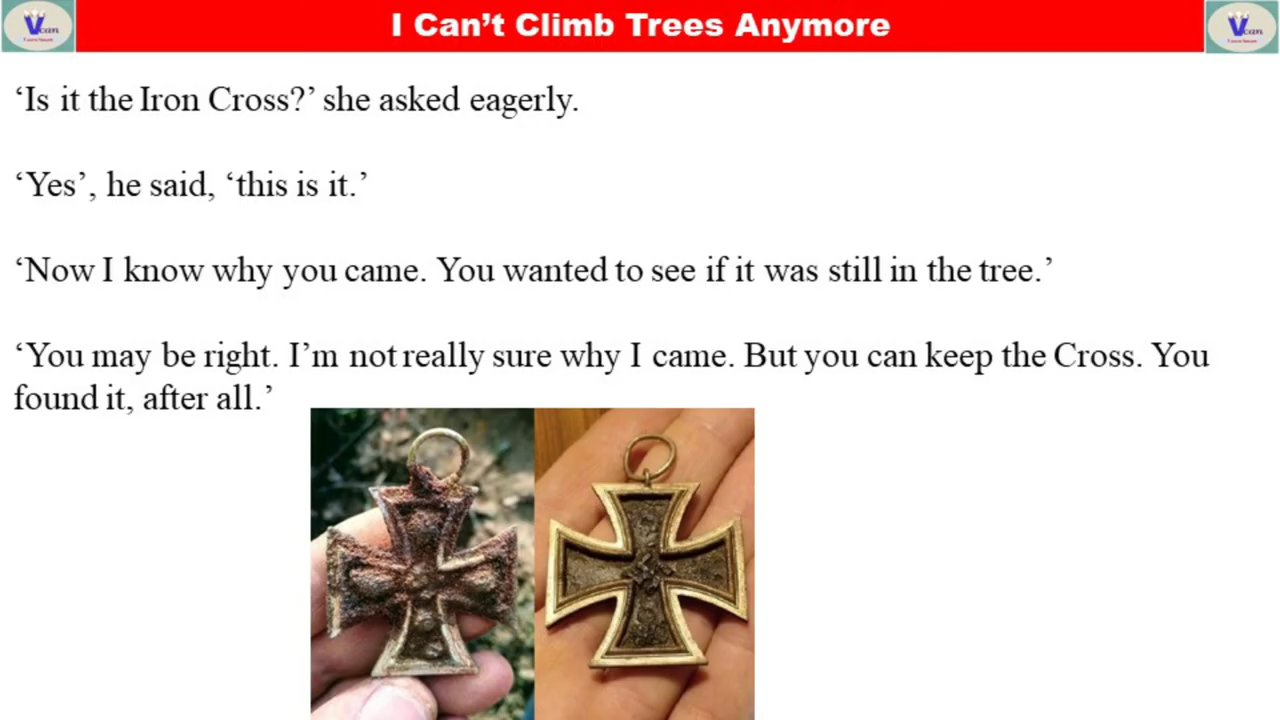 I Can’t Climb Trees Anymore
Vcan
Vcan
‘Is it the Iron Cross?’ she asked eagerly.
‘Yes’, he said, ‘this is it.’
‘Now I know why you came. You wanted to see if it was still in the tree.’
‘You may be right. I’m not really sure why I came. But you can keep the Cross. You
found it, after all.’